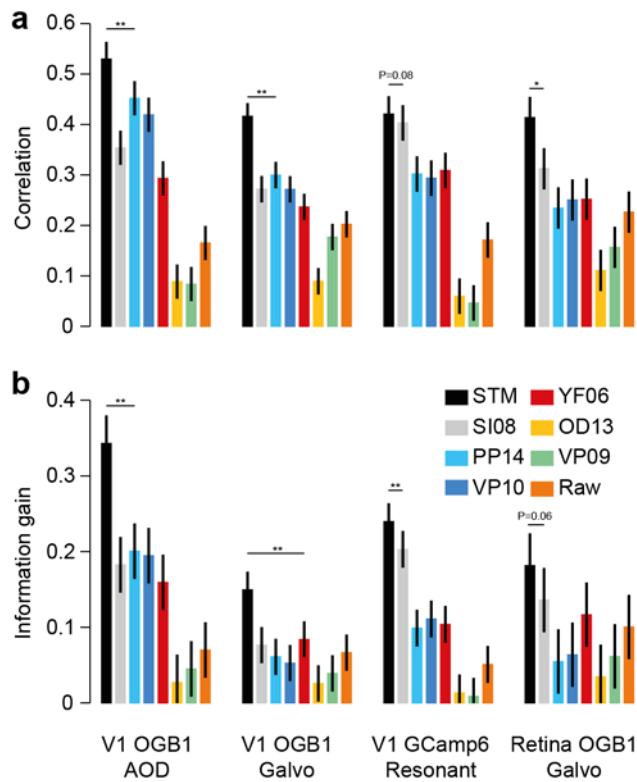 a
Correlation
0.6
0.5
0.4
0.3
0.2
0.1
0
**
**
P=0.08
*
b
Information gain
0.4
0.3
0.2
0.1
0
**
**
**
P=0.06
STM YF06
SI08 OD13
PP14 VP09
VP10 Raw
V1 OGB1 V1 OGB1 V1 GCamp6 Retina OGB1
AOD Galvo Resonant Galvo